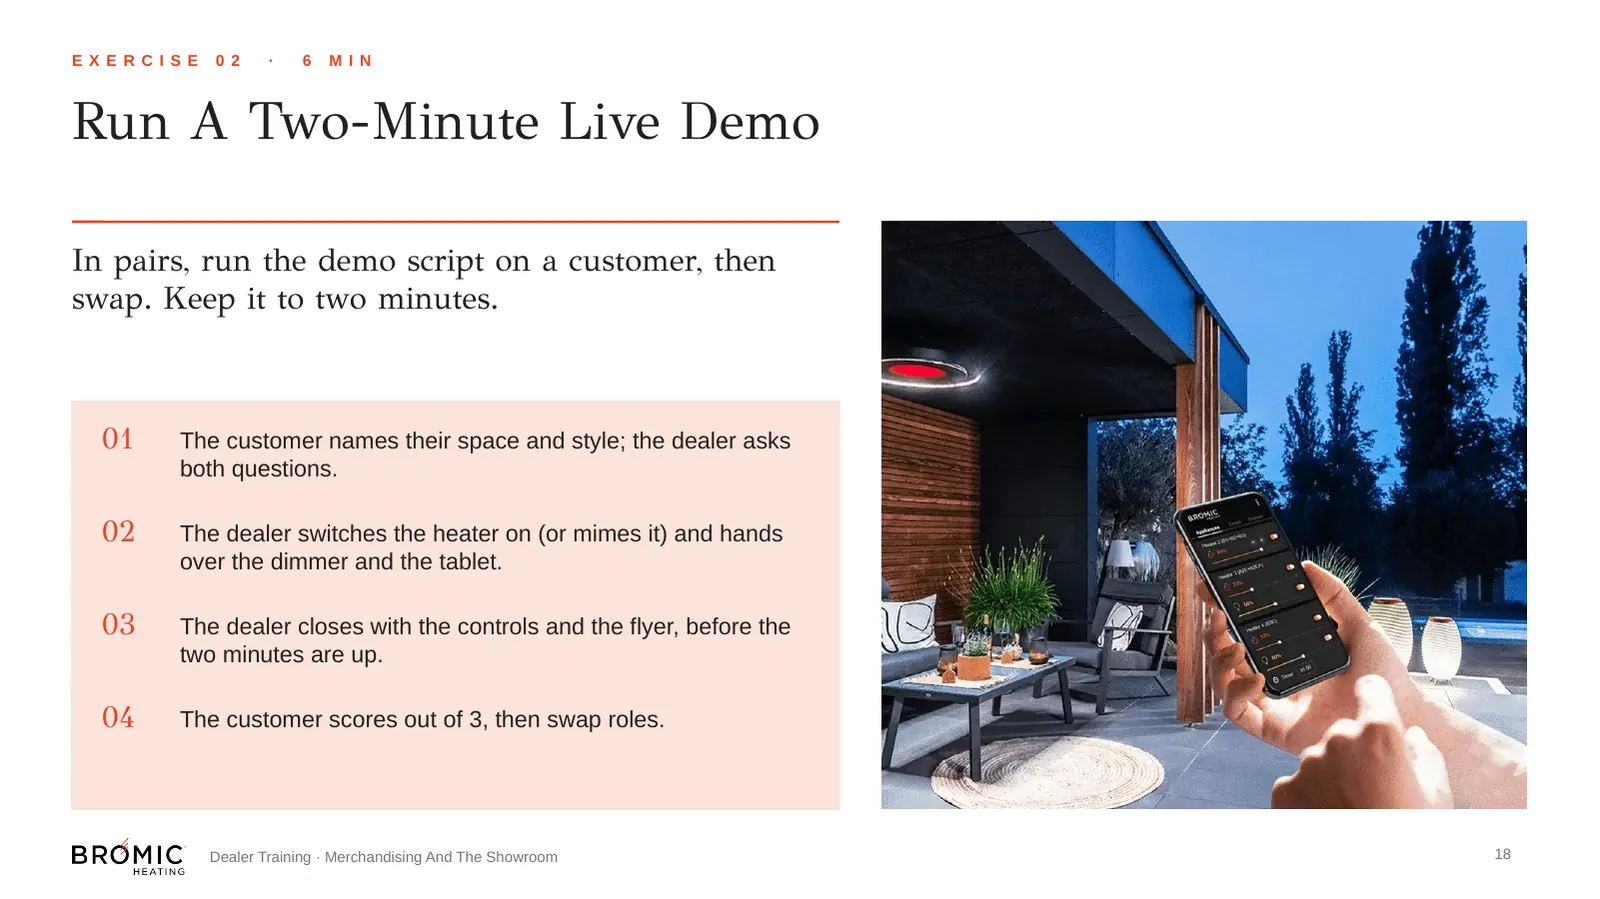 EXERCISE 02 · 6 MIN
Run A Two-Minute Live Demo
In pairs, run the demo script on a customer, then
swap. Keep it to two minutes.
01 The customer names their space and style; the dealer asks
both questions.
02 The dealer switches the heater on (or mimes it) and hands
over the dimmer and the tablet.
03 The dealer closes with the controls and the flyer, before the
two minutes are up.
04 The customer scores out of 3, then swap roles.
BROMIC
HEATING
Appliances
Timer
BROMIC
HEATING
Dealer Training · Merchandising And The Showroom
18